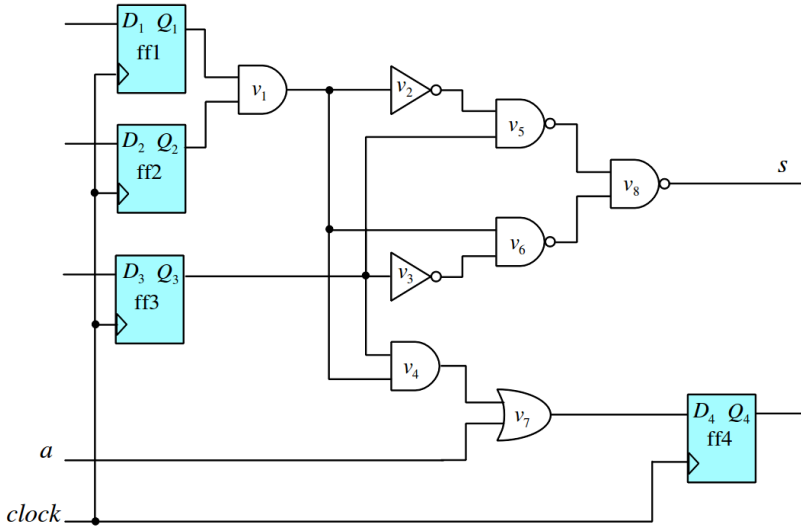 D₁ Q₁
ff1
v₁
v₂
v₅
D₂ Q₂
ff2
s
v₈
v₆
D₃ Q₃
ff3
v₃
v₄
v₇
D₄ Q₄
ff4
a
clock